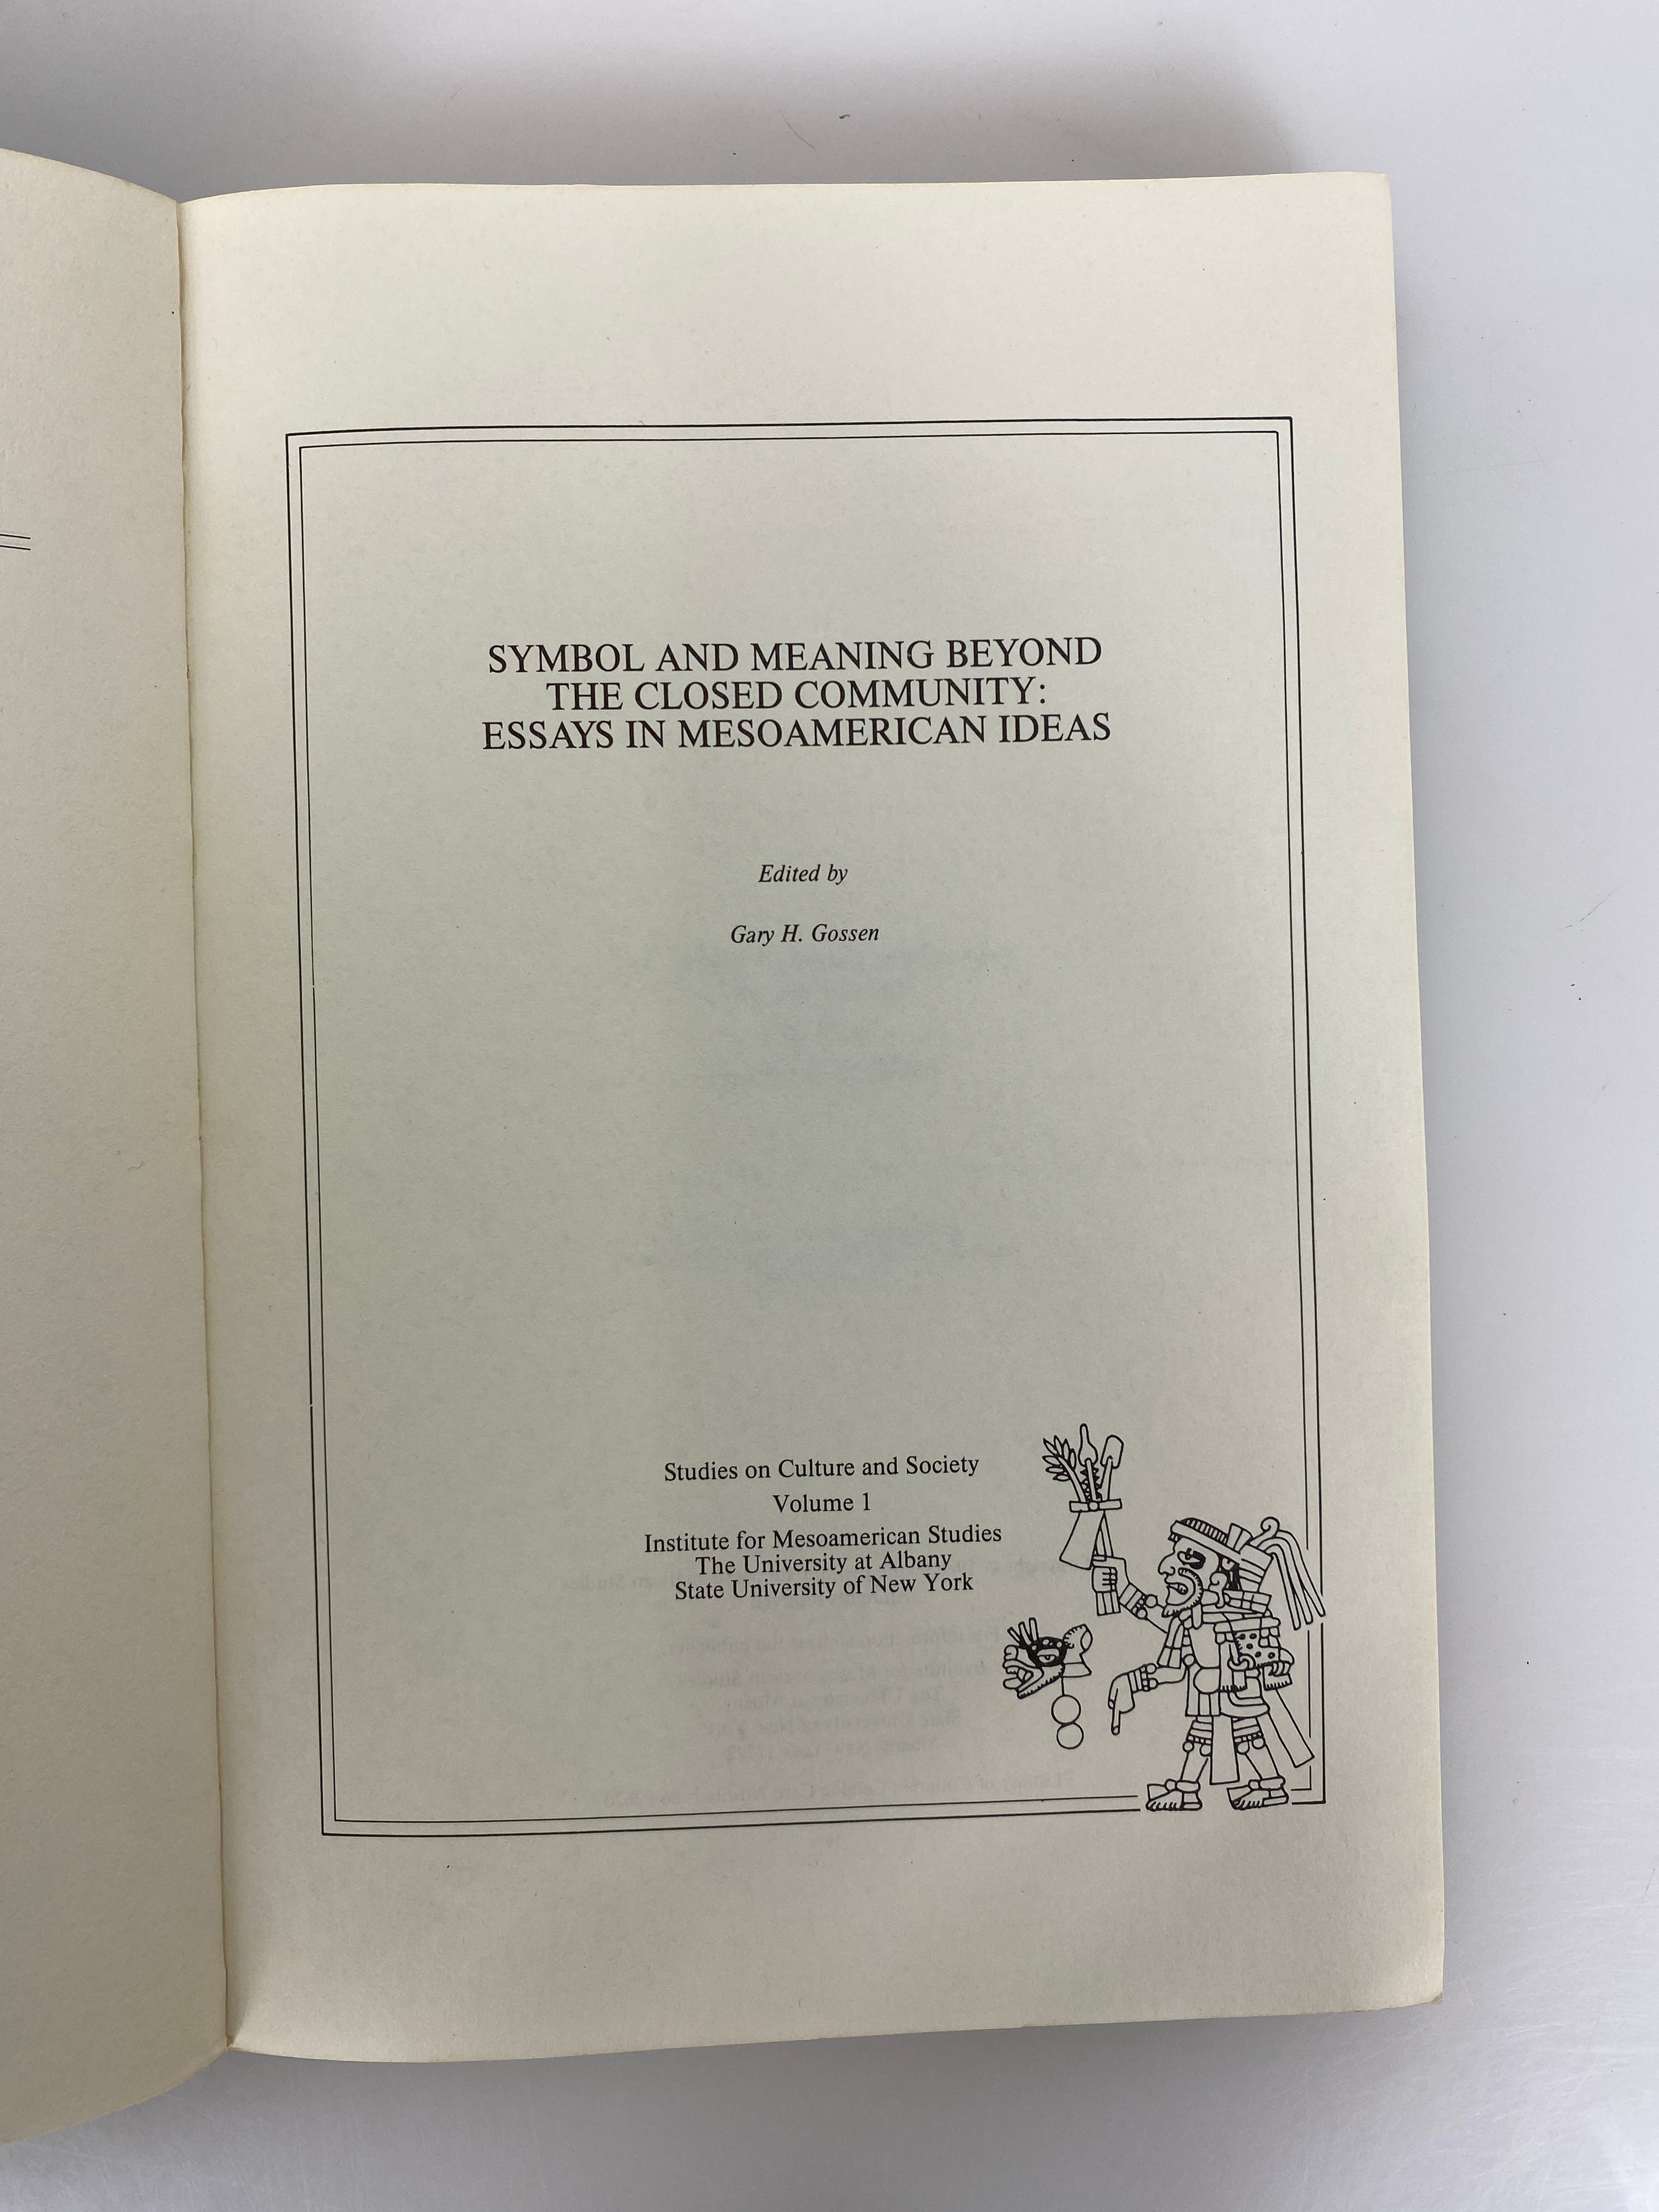 SYMBOL AND MEANING BEYOND
THE CLOSED COMMUNITY:
ESSAYS IN MESOAMERICAN IDEAS
Edited by
Gary H. Gossen
Studies on Culture and Society
Volume 1
Institute for Mesoamerican Studies
The University at Albany
State University of New York